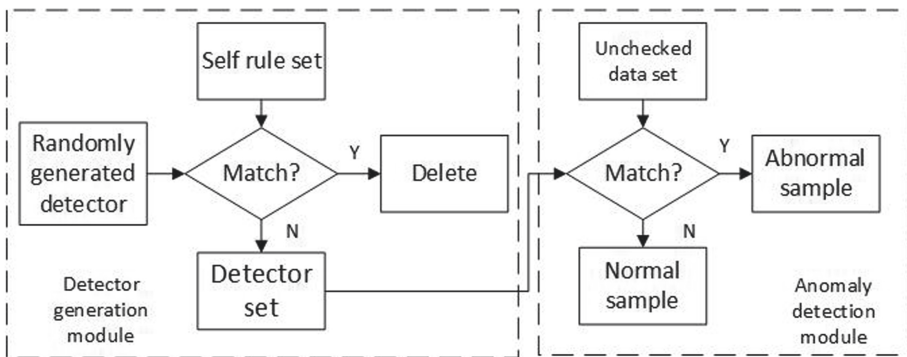 Self rule set
Randomly
generated
detector
Match?
Y
Delete
N
Detector
set
Detector
generation
module
Unchecked
data set
Match?
Y
Abnormal
sample
N
Normal
sample
Anomaly
detection
module